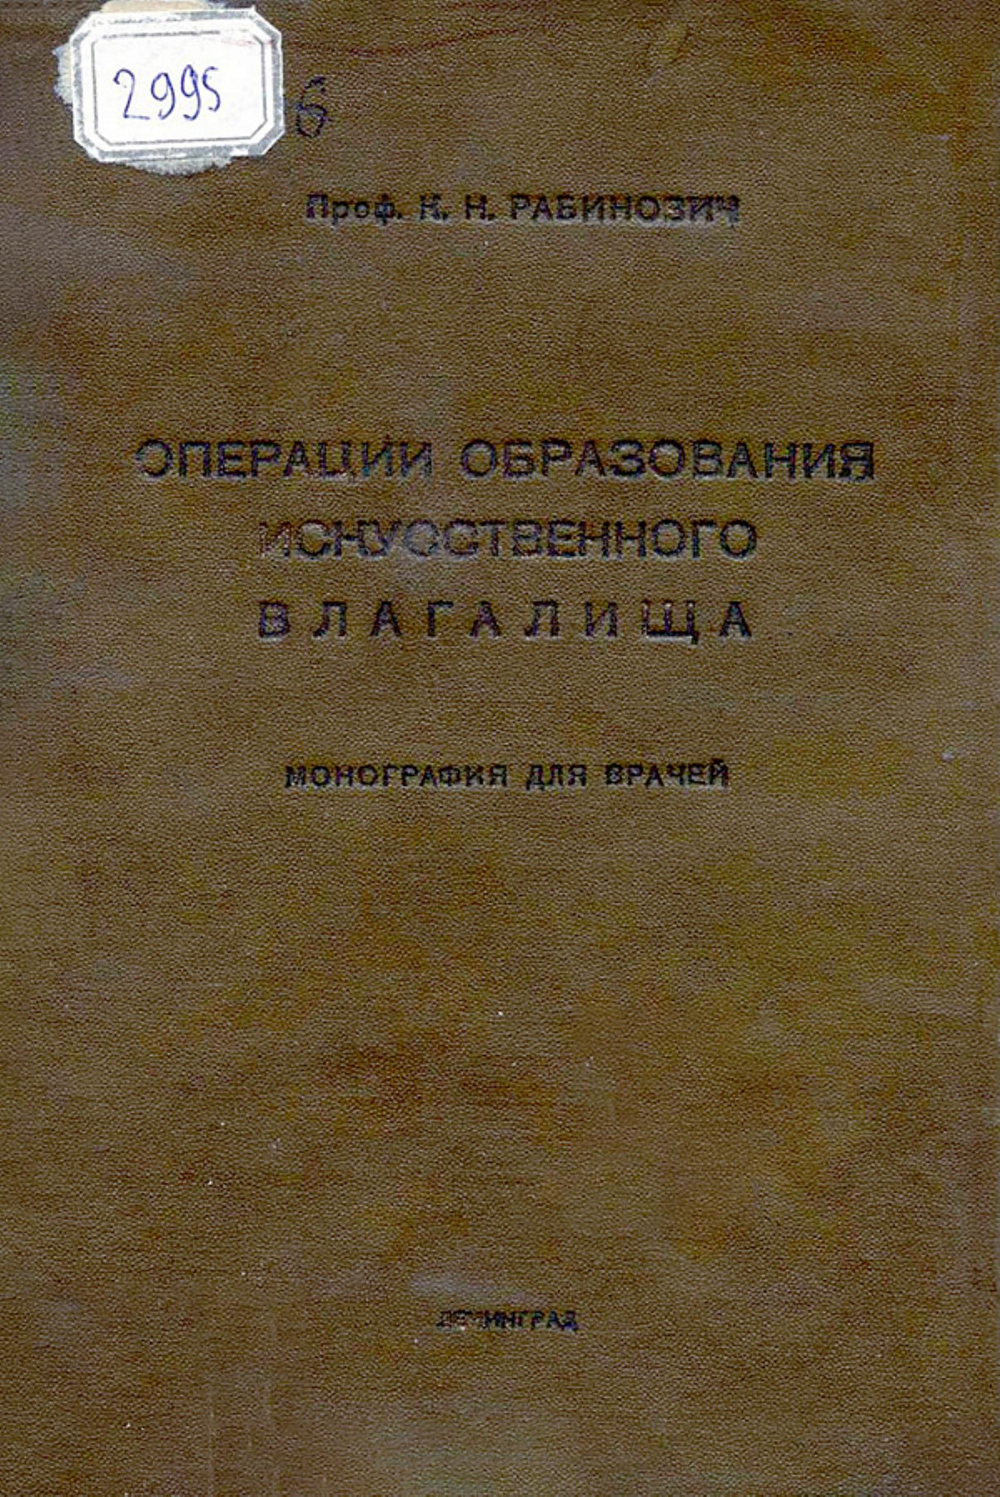 2995
6
Проф. К. Н. РАБИНОВИЧ
ОПЕРАЦИИ ОБРАЗОВАНИЯ
ИСКУССТВЕННОГО
ВЛАГАЛИЩА
МОНОГРАФИЯ ДЛЯ ВРАЧЕЙ
ЛЕНИНГРАД